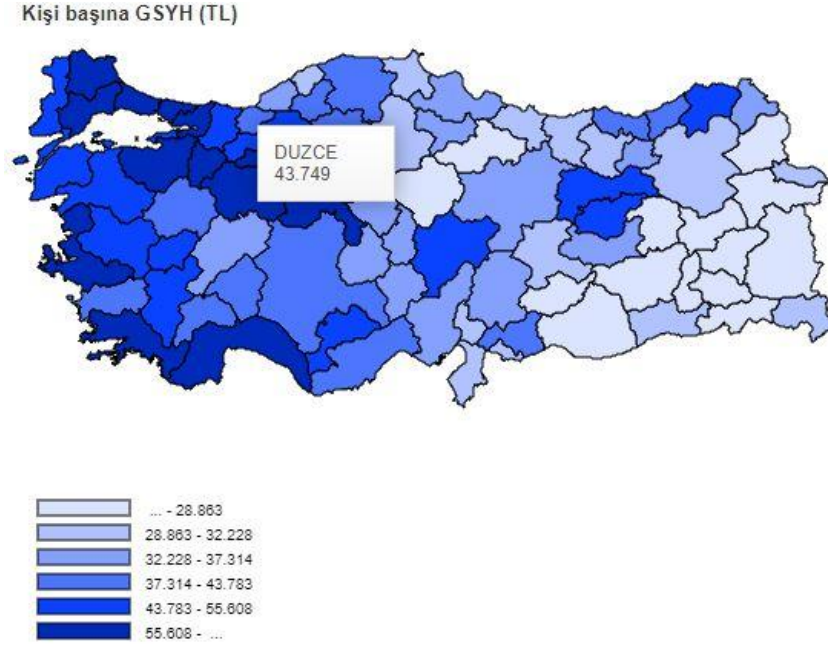 Kişi başına GSYH (TL)
DUZCE
43.749
... - 28.863
28.863 - 32.228
32.228 - 37.314
37.314 - 43.783
43.783 - 55.608
55.608 - ...